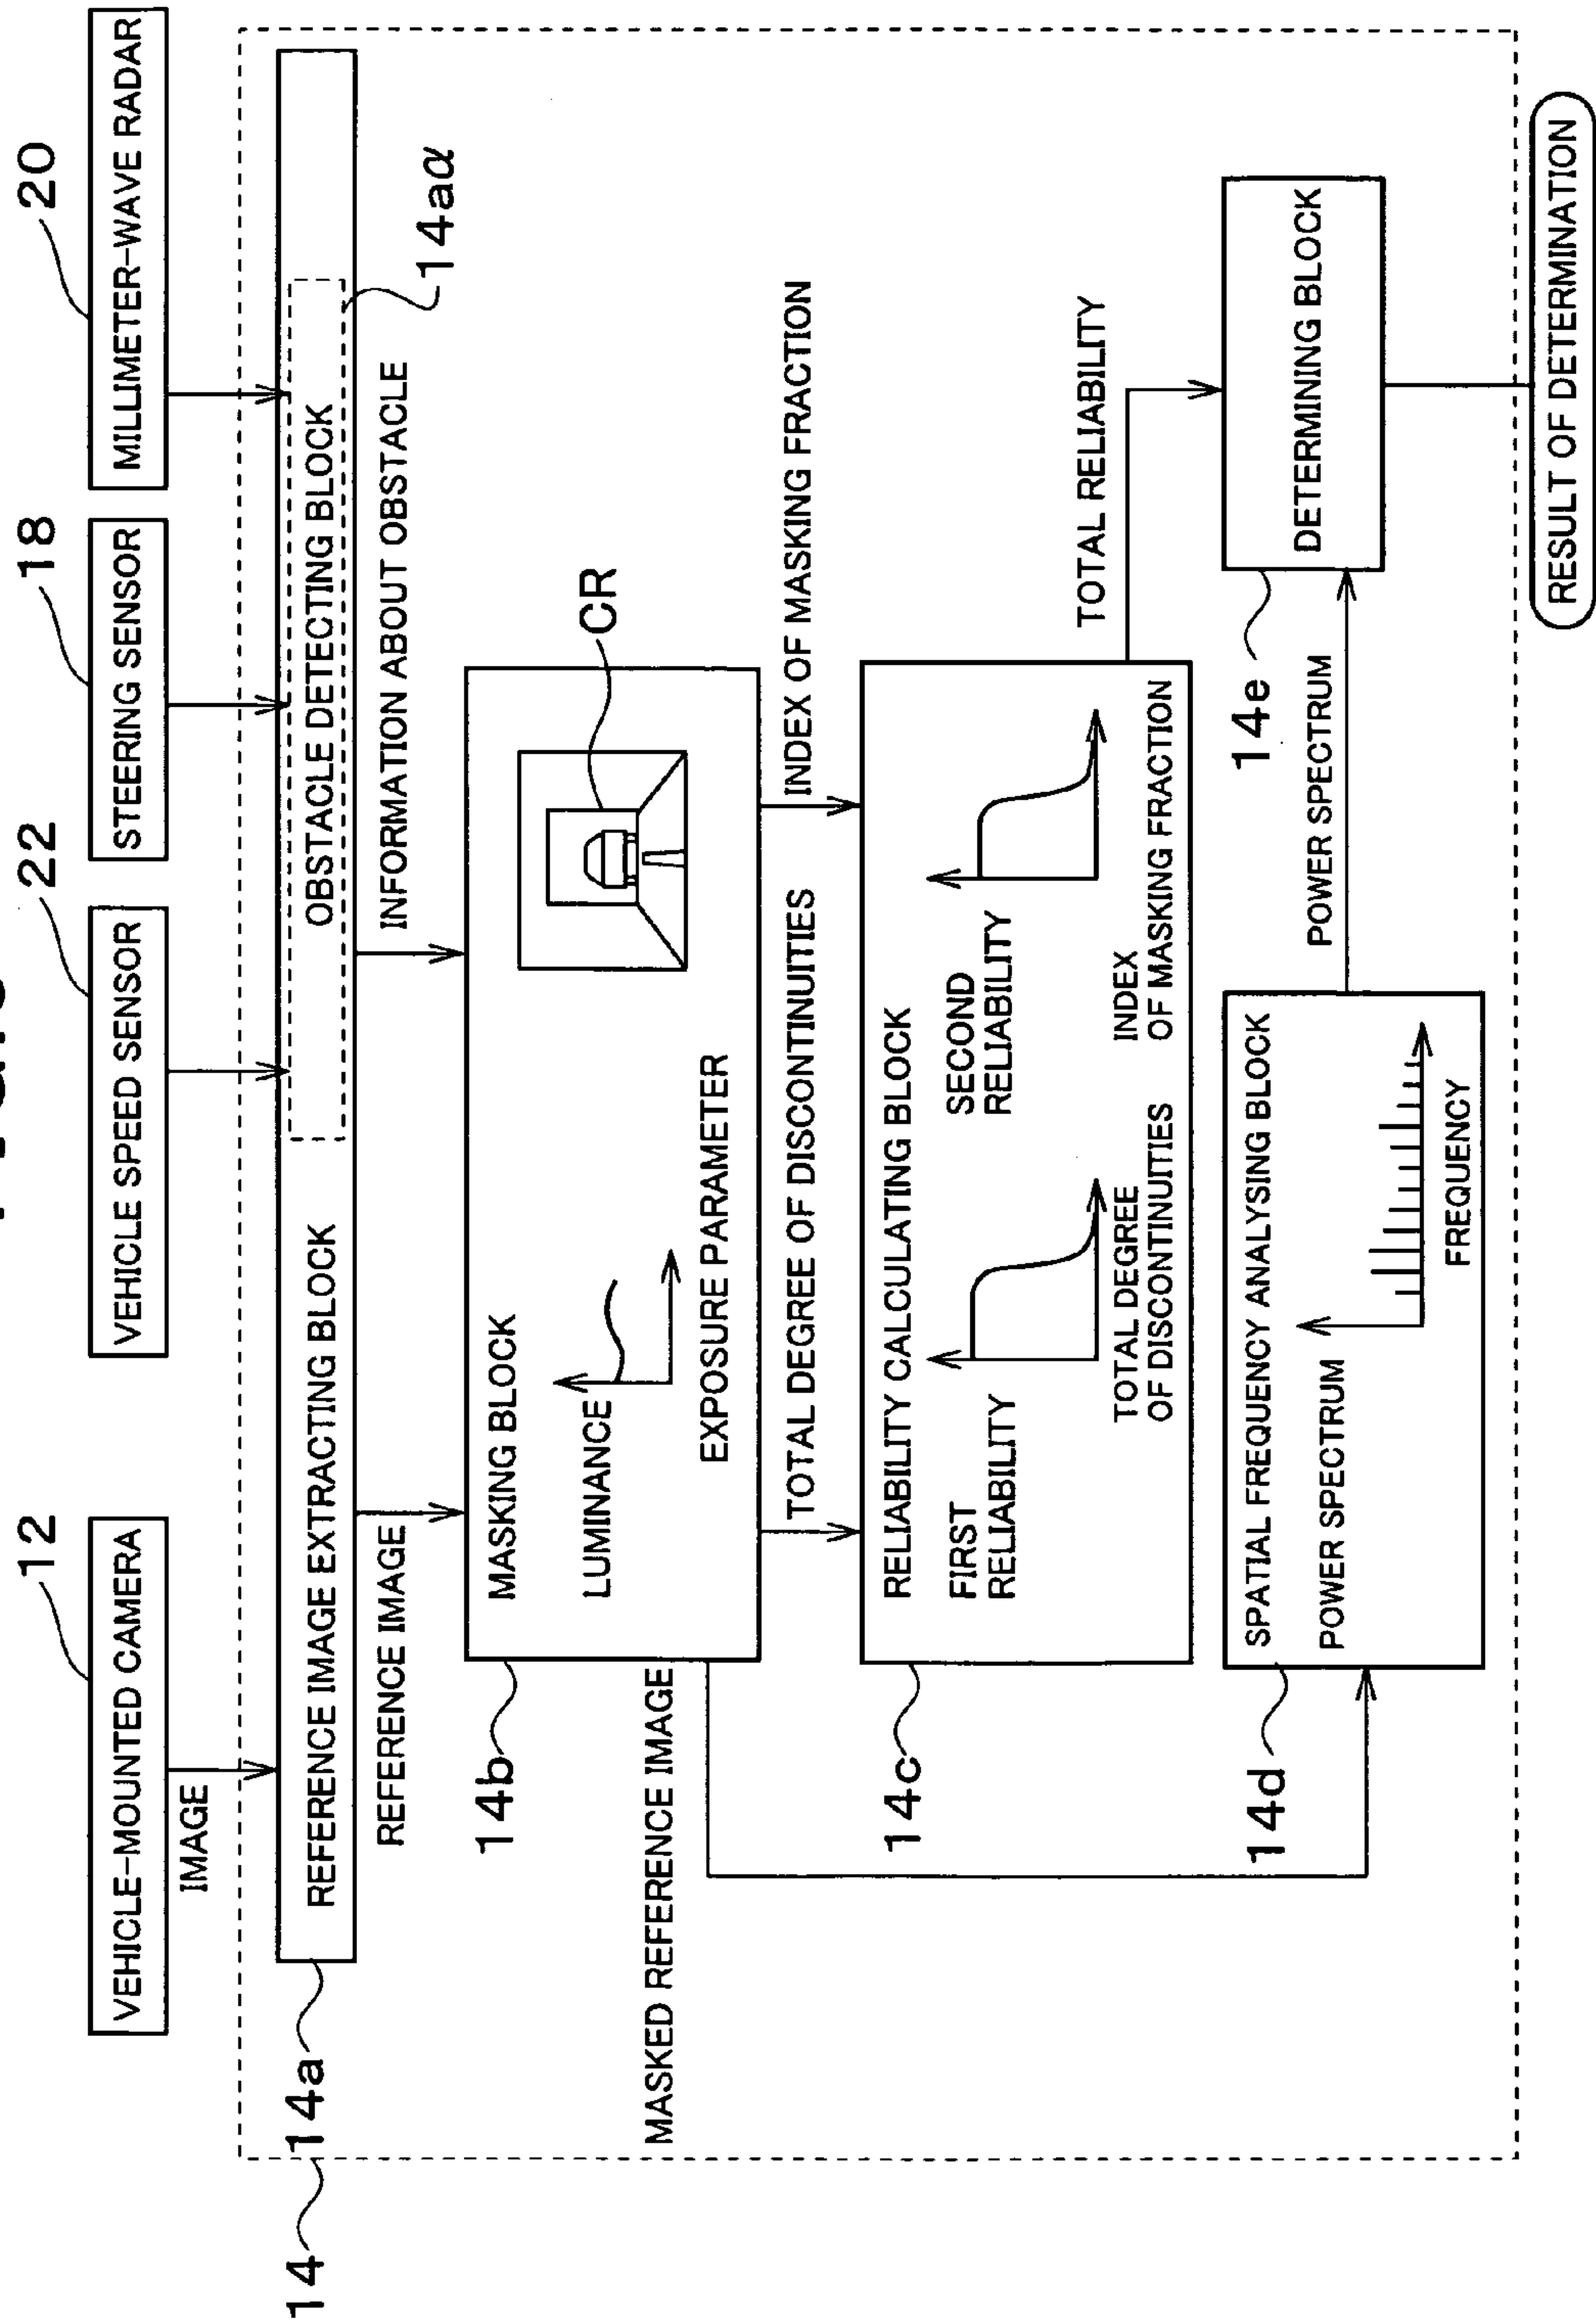 12
22
18
20
VEHICLE-MOUNTED CAMERA
VEHICLE SPEED SENSOR
STEERING SENSOR
MILLIMETER-WAVE RADAR
IMAGE
14
14a
REFERENCE IMAGE EXTRACTING BLOCK
OBSTACLE DETECTING BLOCK
14aα
REFERENCE IMAGE
INFORMATION ABOUT OBSTACLE
14b
MASKING BLOCK
LUMINANCE
EXPOSURE PARAMETER
CR
MASKED REFERENCE IMAGE
TOTAL DEGREE OF DISCONTINUITIES
INDEX OF MASKING FRACTION
14c
RELIABILITY CALCULATING BLOCK
FIRST
RELIABILITY
TOTAL DEGREE
OF DISCONTINUITIES
SECOND
RELIABILITY
INDEX
OF MASKING FRACTION
TOTAL RELIABILITY
14d
SPATIAL FREQUENCY ANALYSING BLOCK
POWER SPECTRUM
FREQUENCY
POWER SPECTRUM
14e
DETERMINING BLOCK
RESULT OF DETERMINATION